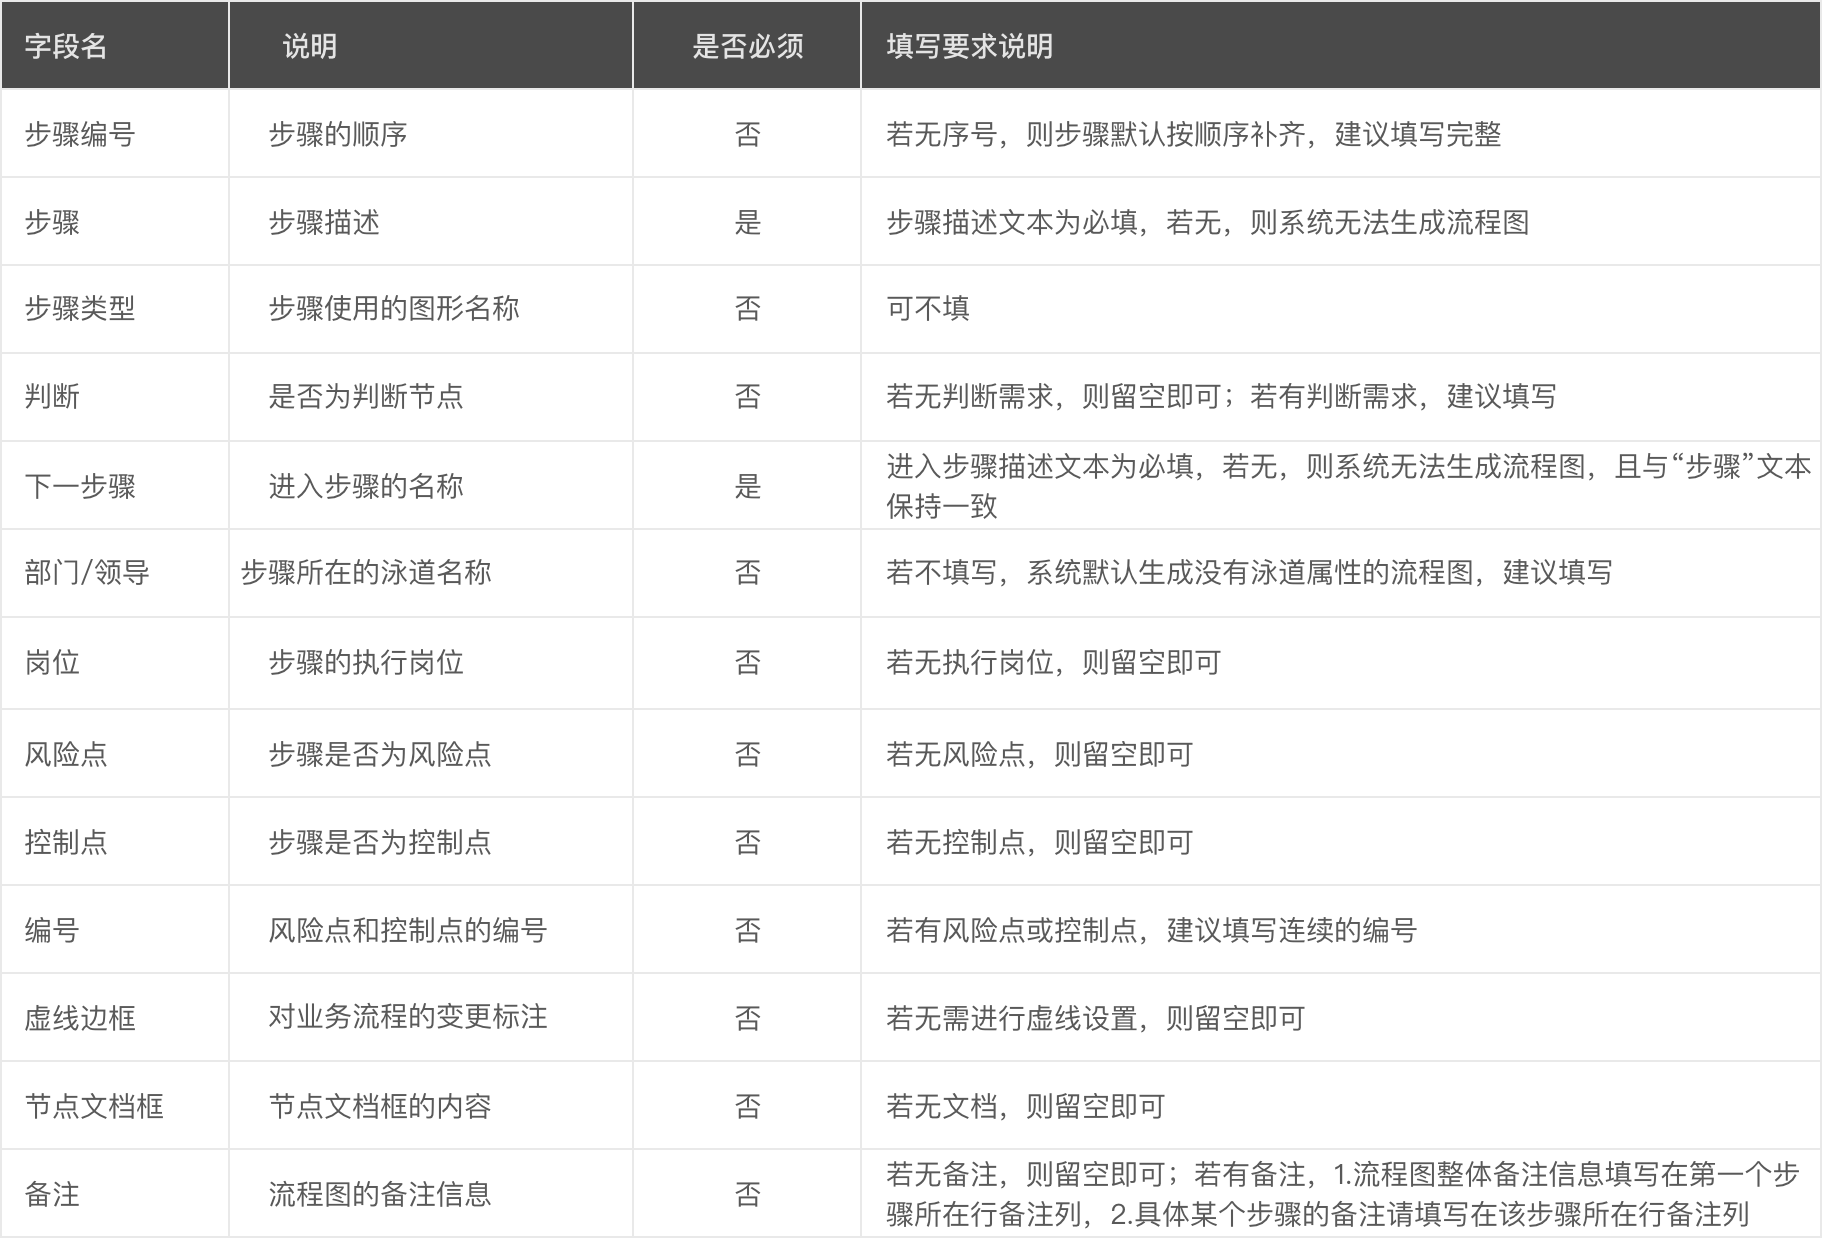 字段名 说明 是否必须 填写要求说明
步骤编号 步骤的顺序 否 若无序号，则步骤默认按顺序补齐，建议填写完整
步骤 步骤描述 是 步骤描述文本为必填，若无，则系统无法生成流程图
步骤类型 步骤使用的图形名称 否 可不填
判断 是否为判断节点 否 若无判断需求，则留空即可；若有判断需求，建议填写
下一步骤 进入步骤的名称 是 进入步骤描述文本为必填，若无，则系统无法生成流程图，且与“步骤”文本
保持一致
部门/领导 步骤所在的泳道名称 否 若不填写，系统默认生成没有泳道属性的流程图，建议填写
岗位 步骤的执行岗位 否 若无执行岗位，则留空即可
风险点 步骤是否为风险点 否 若无风险点，则留空即可
控制点 步骤是否为控制点 否 若无控制点，则留空即可
编号 风险点和控制点的编号 否 若有风险点或控制点，建议填写连续的编号
虚线边框 对业务流程的变更标注 否 若无需进行虚线设置，则留空即可
节点文档框 节点文档框的内容 否 若无文档，则留空即可
备注 流程图的备注信息 否 若无备注，则留空即可；若有备注，1.流程图整体备注信息填写在第一个步
骤所在行备注列，2.具体某个步骤的备注请填写在该步骤所在行备注列